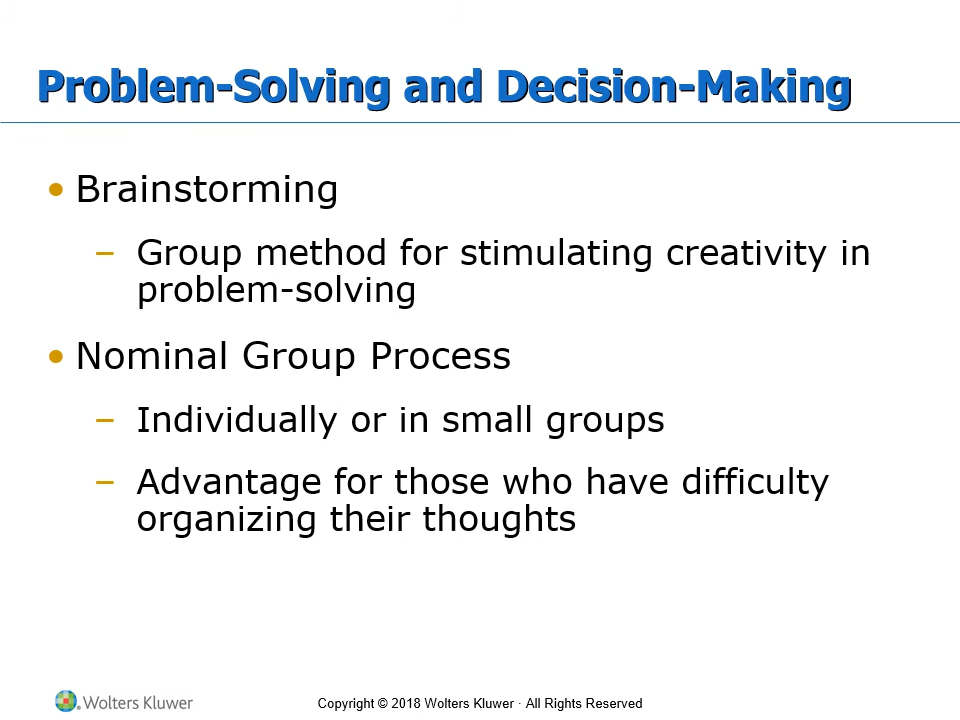 Problem-Solving and Decision-Making
• Brainstorming
– Group method for stimulating creativity in
problem-solving
• Nominal Group Process
– Individually or in small groups
– Advantage for those who have difficulty
organizing their thoughts
Wolters Kluwer
Copyright © 2018 Wolters Kluwer · All Rights Reserved